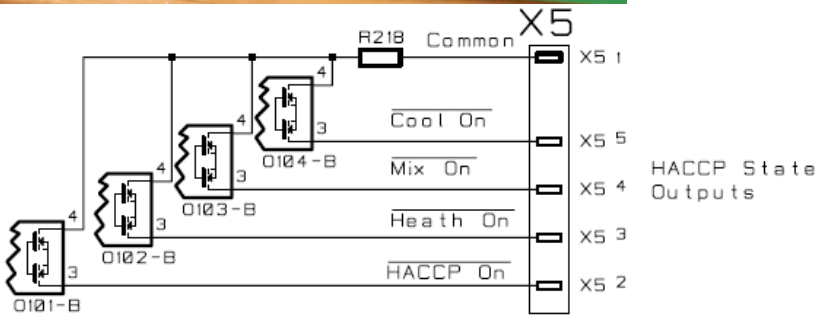 X5
R218 Common X5 1
4
3 Cool On X5 5
O104-B
4
3 Mix On X5 4
O103-B
HACCP State
Outputs
4
3 Heath On X5 3
O102-B
4
3 HACCP On X5 2
O101-B